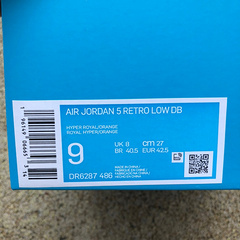 AIR JORDAN 5 RETRO LOW DB
HYPER ROYAL/ORANGE
ROYAL HYPER/ORANGE
9
UK 8 CM 27
BR. 40.5 EUR 42.5
DR6287 486
MADE IN CHINA